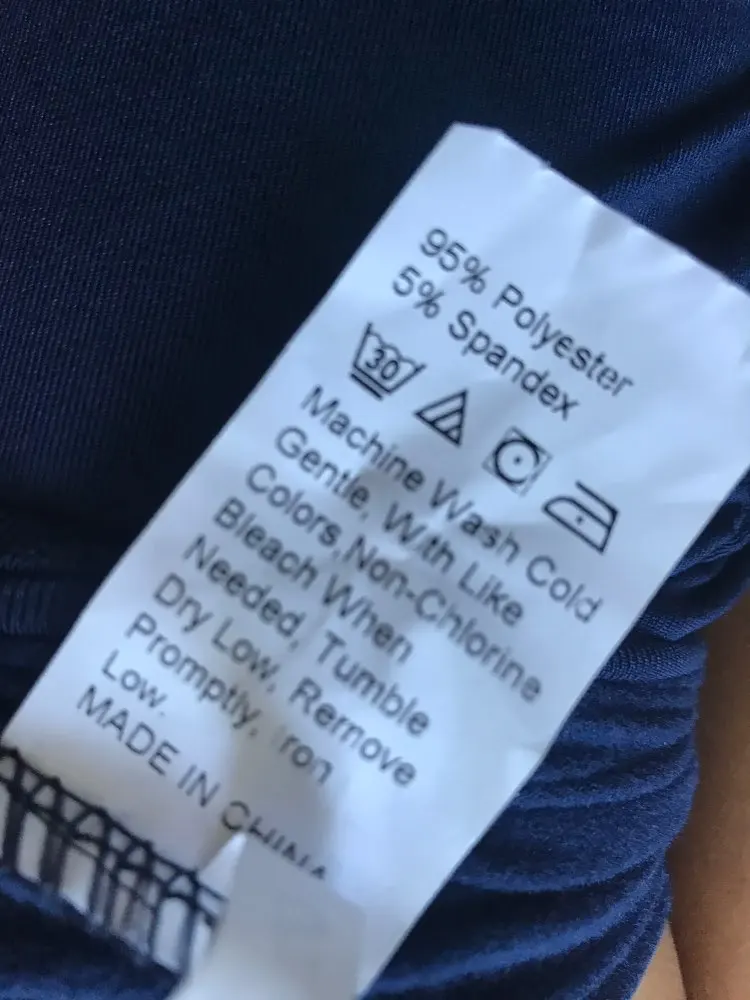 95% Polyester
5% Spandex
30
Machine Wash Cold
Gentle, With Like
Colors,Non-Chlorine
Bleach When
Needed, Tumble
Dry Low, Remove
Promptly, Iron
Low.
MADE IN CHINA